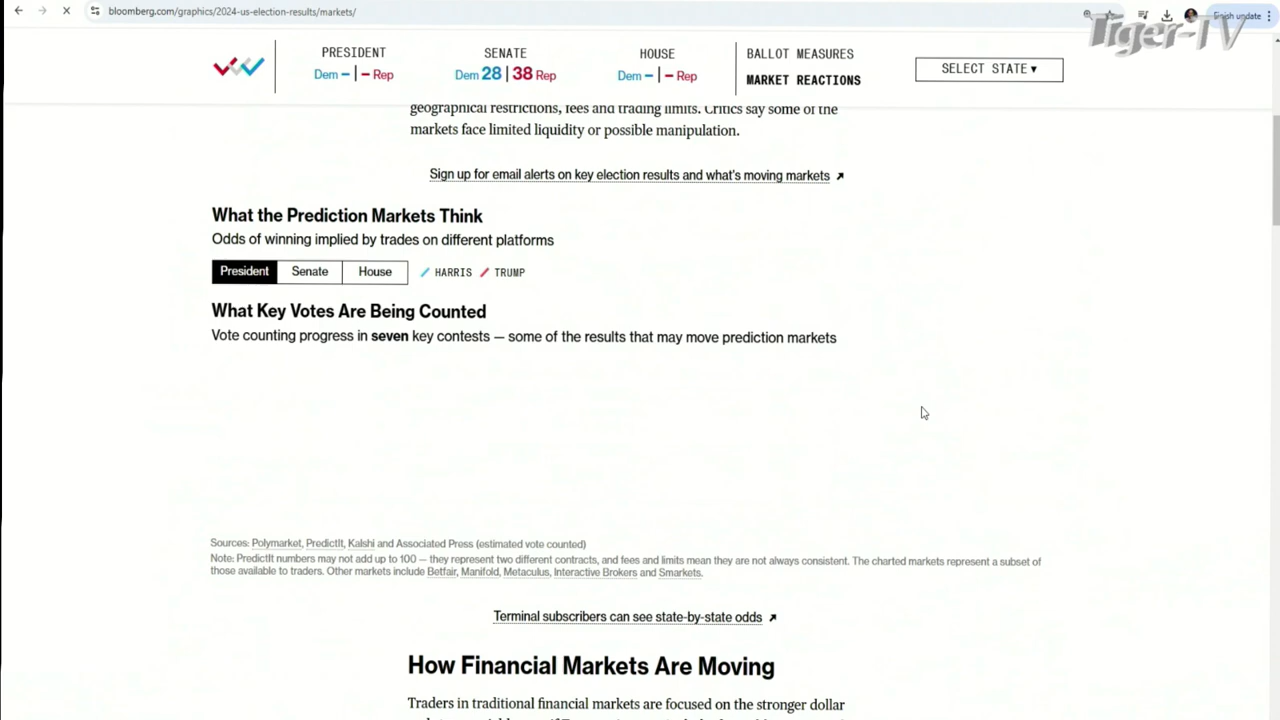 bloomberg.com/graphics/2024-us-election-results/markets/
Finish update
Tiger-TV
PRESIDENT
Dem – | – Rep
SENATE
Dem 28 | 38 Rep
HOUSE
Dem – | – Rep
BALLOT MEASURES
MARKET REACTIONS
SELECT STATE ▾
geographical restrictions, fees and trading limits. Critics say some of the
markets face limited liquidity or possible manipulation.
Sign up for email alerts on key election results and what's moving markets
What the Prediction Markets Think
Odds of winning implied by trades on different platforms
President Senate House HARRIS TRUMP
What Key Votes Are Being Counted
Vote counting progress in seven key contests — some of the results that may move prediction markets
Sources: Polymarket, PredictIt, Kalshi and Associated Press (estimated vote counted)
Note: PredictIt numbers may not add up to 100 — they represent two different contracts, and fees and limits mean they are not always consistent. The charted markets represent a subset of
those available to traders. Other markets include Betfair, Manifold, Metaculus, Interactive Brokers and Smarkets.
Terminal subscribers can see state-by-state odds
How Financial Markets Are Moving
Traders in traditional financial markets are focused on the stronger dollar